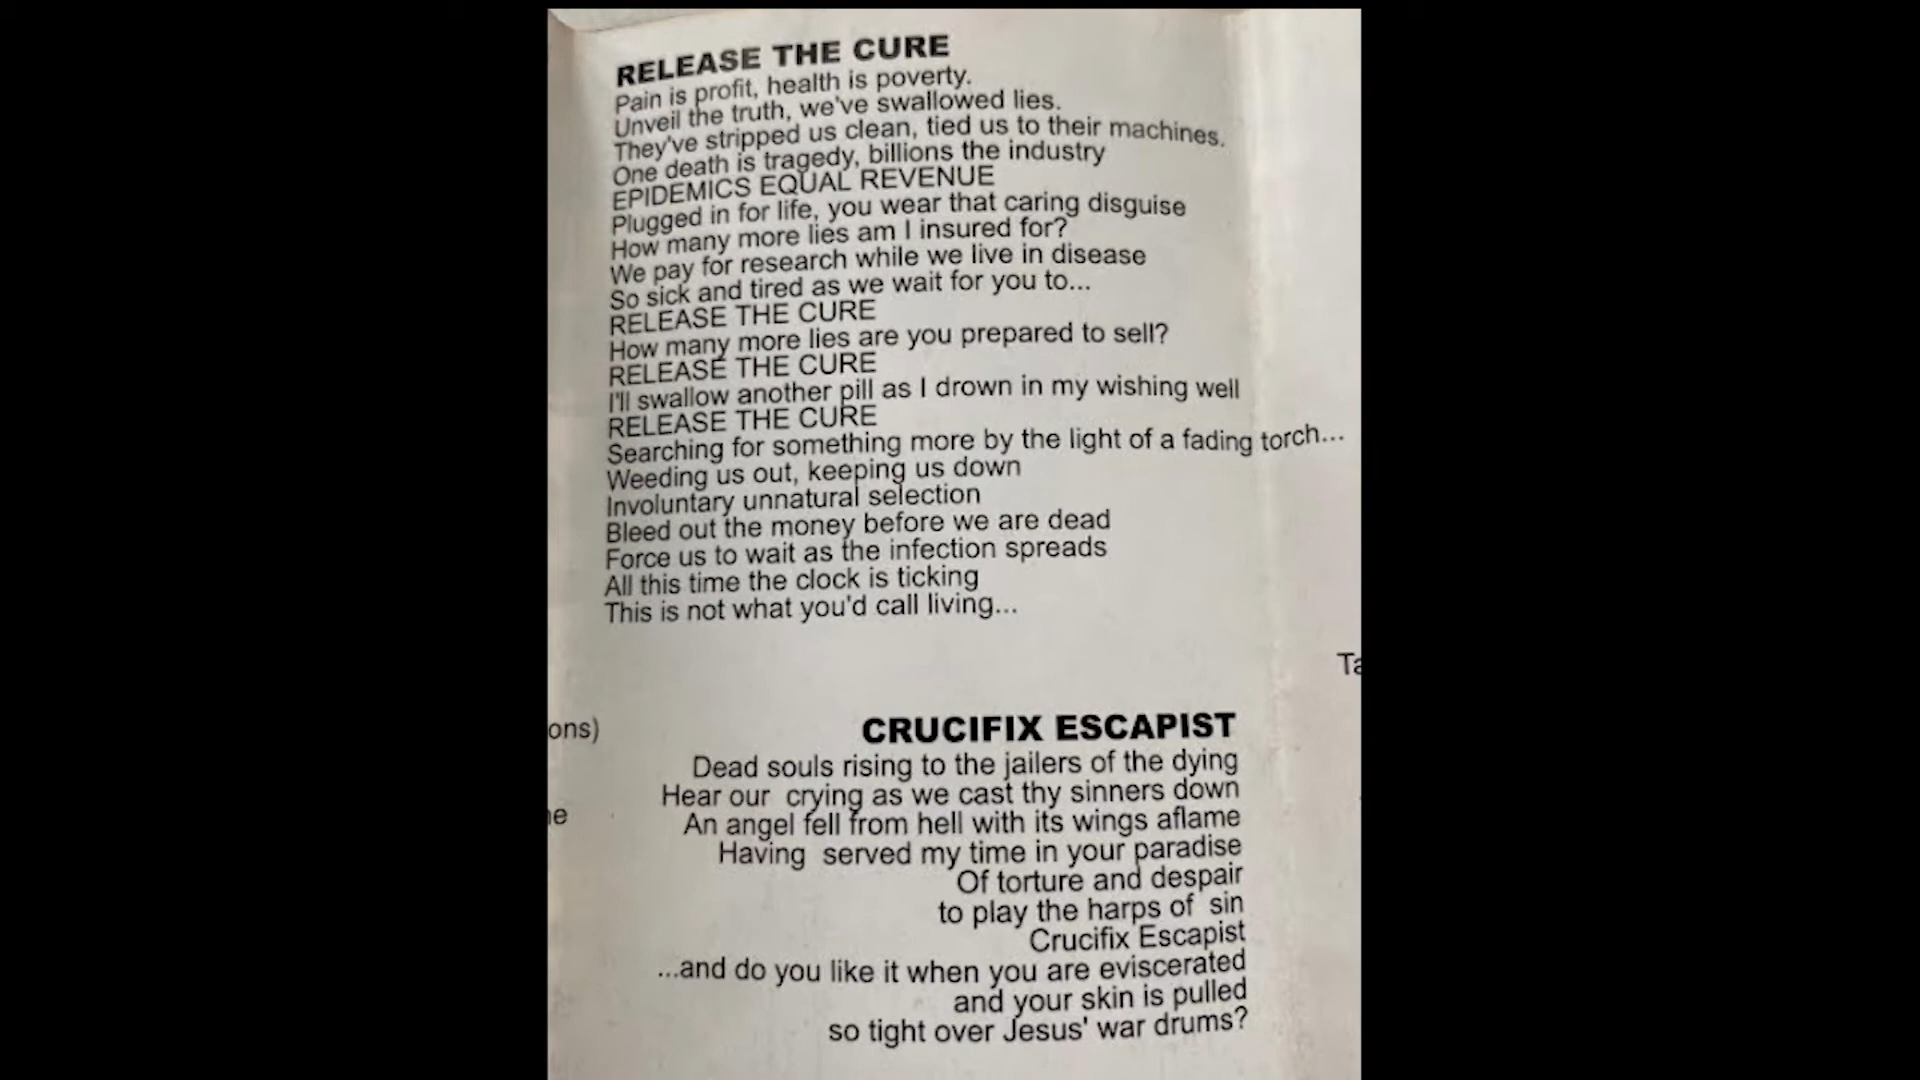 RELEASE THE CURE
Pain is profit, health is poverty.
Unveil the truth, we've swallowed lies.
They've stripped us clean, tied us to their machines.
One death is tragedy, billions the industry
EPIDEMICS EQUAL REVENUE
Plugged in for life, you wear that caring disguise
How many more lies am I insured for?
We pay for research while we live in disease
So sick and tired as we wait for you to...
RELEASE THE CURE
How many more lies are you prepared to sell?
RELEASE THE CURE
I'll swallow another pill as I drown in my wishing well
RELEASE THE CURE
Searching for something more by the light of a fading torch...
Weeding us out, keeping us down
Involuntary unnatural selection
Bleed out the money before we are dead
Force us to wait as the infection spreads
All this time the clock is ticking
This is not what you'd call living...
Ta
ons)
CRUCIFIX ESCAPIST
Dead souls rising to the jailers of the dying
Hear our crying as we cast thy sinners down
ne
An angel fell from hell with its wings aflame
Having served my time in your paradise
Of torture and despair
to play the harps of sin
Crucifix Escapist
...and do you like it when you are eviscerated
and your skin is pulled
so tight over Jesus' war drums?